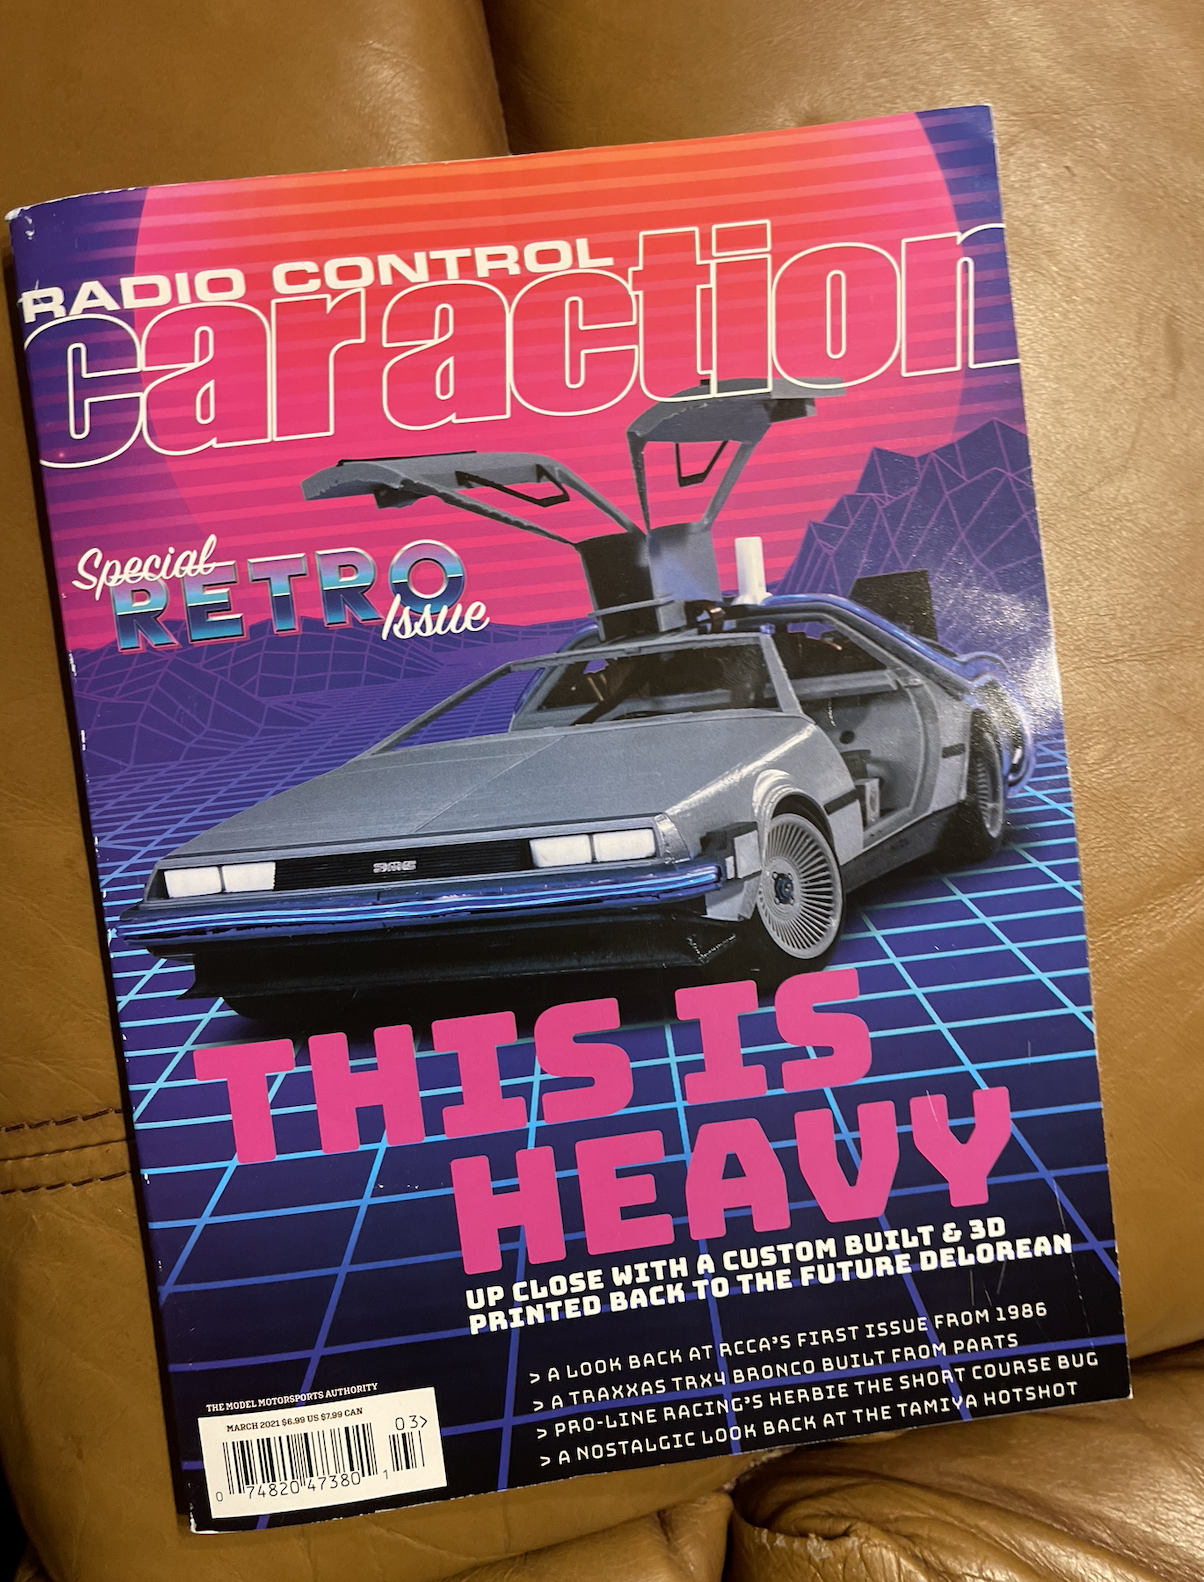 RADIO CONTROL
car action
Special
RETRO
Issue
THIS IS
HEAVY
UP CLOSE WITH A CUSTOM BUILT & 3D
PRINTED BACK TO THE FUTURE DELOREAN
> A LOOK BACK AT RCCA'S FIRST ISSUE FROM 1986
> A TRAXXAS TRX4 BRONCO BUILT FROM PARTS
> PRO-LINE RACING'S HERBIE THE SHORT COURSE BUG
> A NOSTALGIC LOOK BACK AT THE TAMIYA HOTSHOT
THE MODEL MOTORSPORTS AUTHORITY
MARCH 2021 $6.99 US $7.99 CAN
03>
0 74820 47380 1